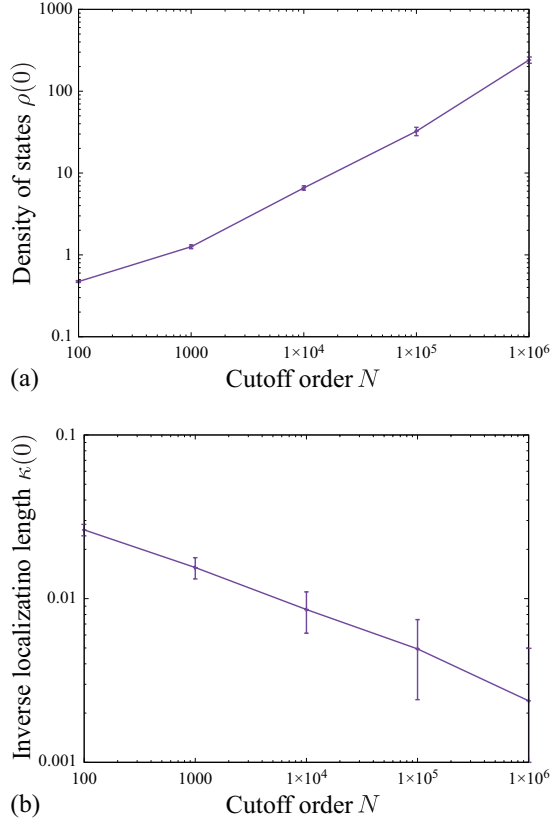 1000
100
10
1
0.1
Density of states ρ(0)
100 1000 1×10⁴ 1×10⁵ 1×10⁶
(a) Cutoff order N
0.1
0.01
0.001
Inverse localizatino length κ(0)
100 1000 1×10⁴ 1×10⁵ 1×10⁶
(b) Cutoff order N